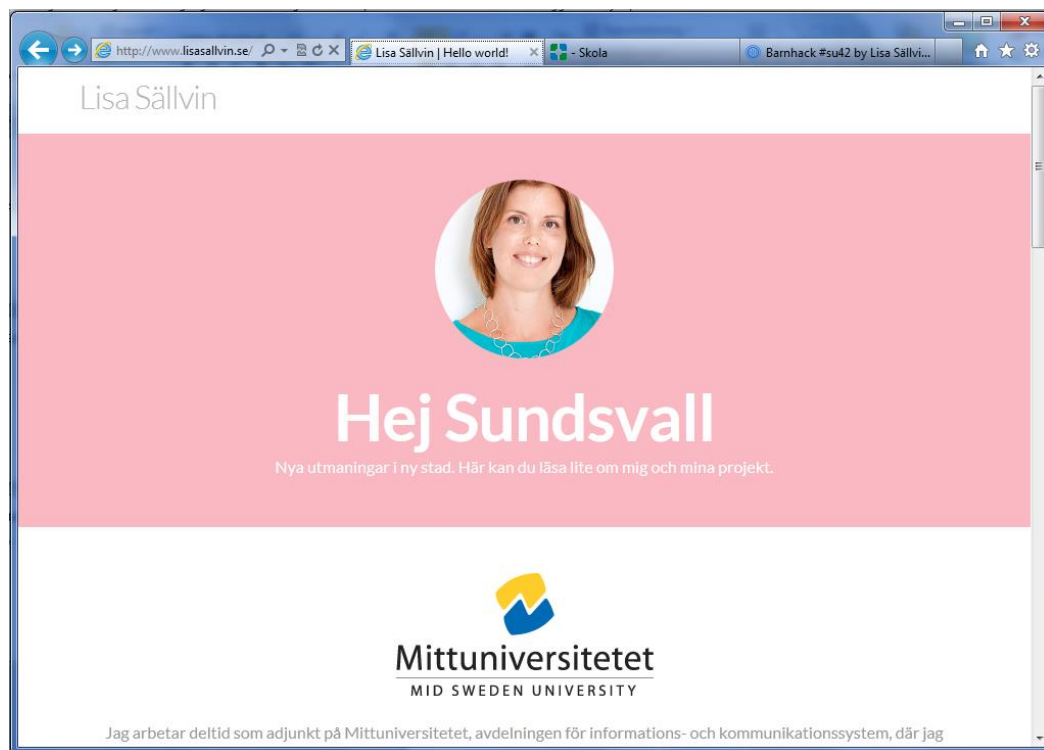 http://www.lisasallvin.se/
Lisa Sällvin | Hello world!
- Skola
Barnhack #su42 by Lisa Sällvi...
Lisa Sällvin
Hej Sundsvall
Nya utmaningar i ny stad. Här kan du läsa lite om mig och mina projekt.
Mittuniversitetet
MID SWEDEN UNIVERSITY
Jag arbetar deltid som adjunkt på Mittuniversitetet, avdelningen för informations- och kommunikationssystem, där jag